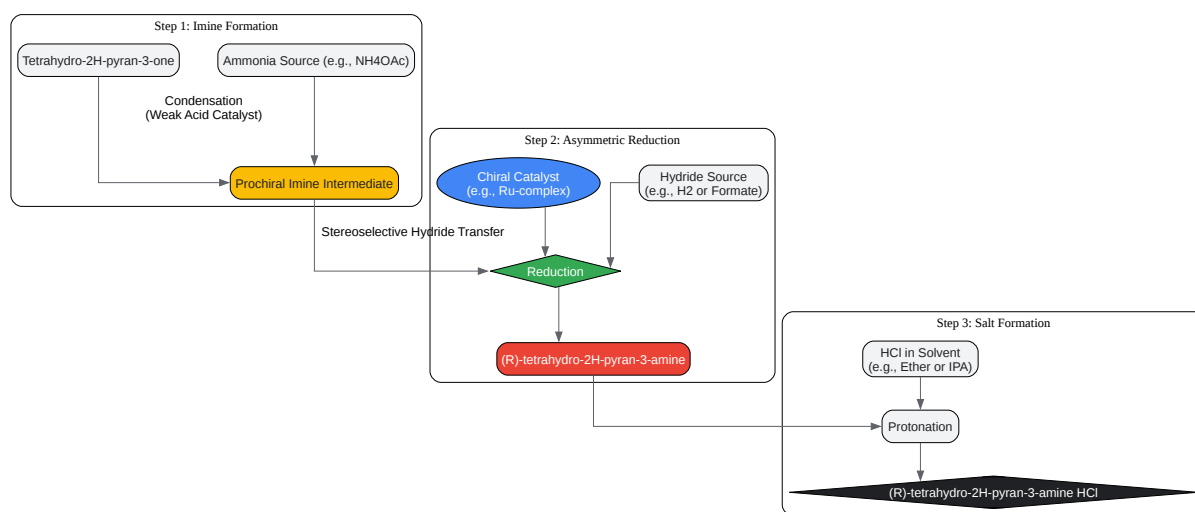 Step 1: Imine Formation
Tetrahydro-2H-pyran-3-one
Ammonia Source (e.g., NH4OAc)
Condensation
(Weak Acid Catalyst)
Prochiral Imine Intermediate
Step 2: Asymmetric Reduction
Chiral Catalyst
(e.g., Ru-complex)
Hydride Source
(e.g., H2 or Formate)
Stereoselective Hydride Transfer
Reduction
(R)-tetrahydro-2H-pyran-3-amine
Step 3: Salt Formation
HCl in Solvent
(e.g., Ether or IPA)
Protonation
(R)-tetrahydro-2H-pyran-3-amine HCl